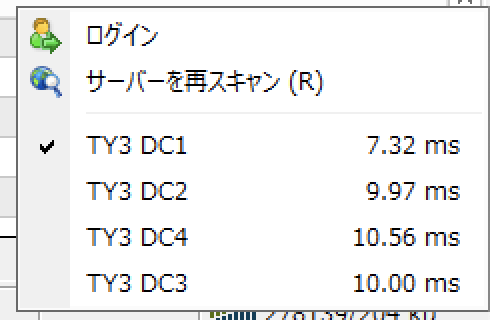 ログイン
サーバーを再スキャン (R)
TY3 DC1 7.32 ms
TY3 DC2 9.97 ms
TY3 DC4 10.56 ms
TY3 DC3 10.00 ms